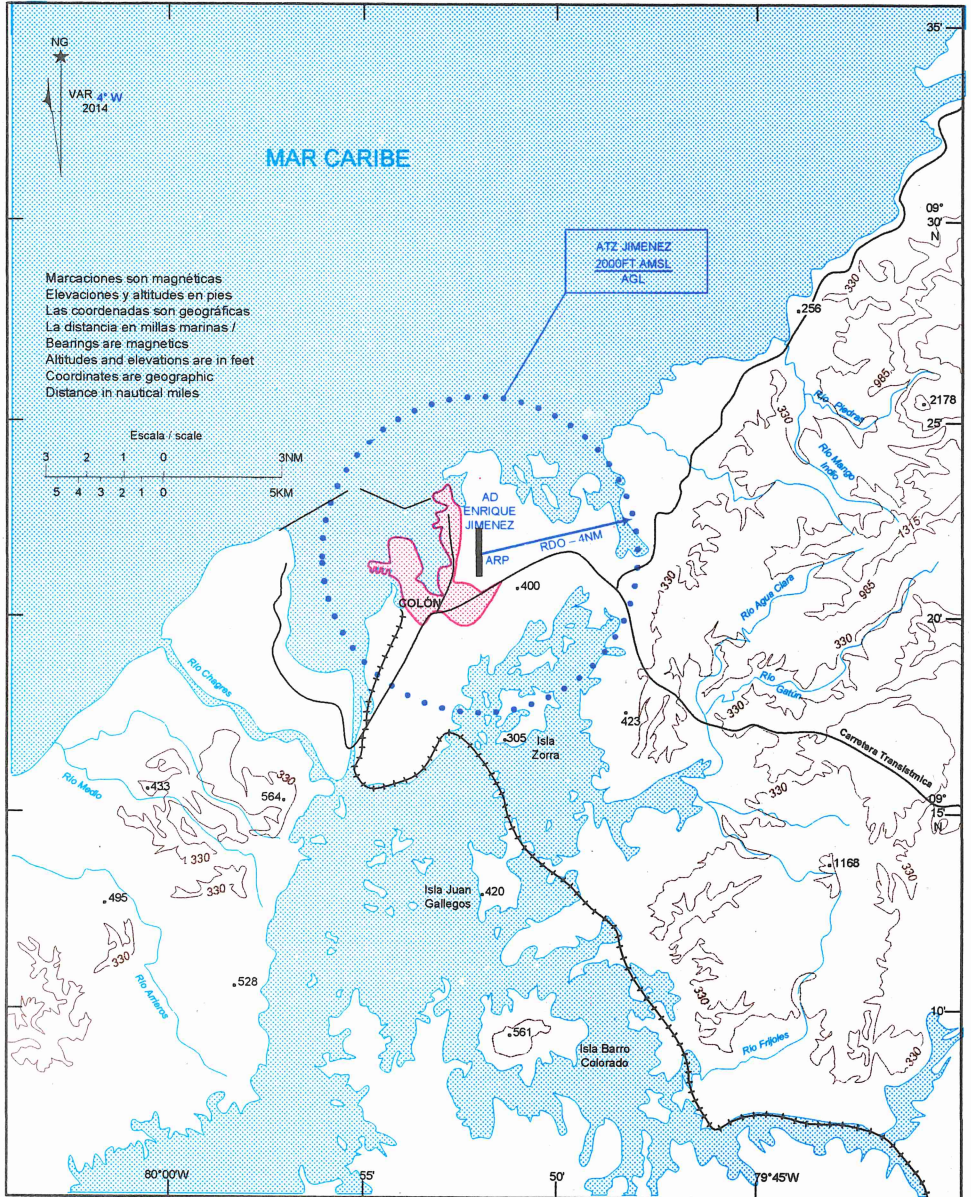 35'
NG
VAR 4° W
2014
MAR CARIBE
09°
30'
N
ATZ JIMENEZ
2000FT AMSL
AGL
Marcaciones son magnéticas
Elevaciones y altitudes en pies
Las coordenadas son geográficas
La distancia en millas marinas /
Bearings are magnetics
Altitudes and elevations are in feet
Coordinates are geographic
Distance in nautical miles
330
256
985
2178
330
Río Piedras
25'
Escala / scale
3 2 1 0 3NM
5 4 3 2 1 0 5KM
Río Mango
Indio
AD
ENRIQUE
JIMENEZ
1315
RDO – 4NM
ARP
330
400
985
Río Agua Clara
COLÓN
20'
330
Río Chagres
Río
Gatún
330
423
305
Isla
Zorra
Carretera Transístmica
330
433
564
Río Medio
330
09°
15'
N
330
330
1168
330
Isla Juan
Gallegos
420
495
330
Río Arrieros
528
330
10'
561
Isla Barro
Colorado
Río Frijoles
330
80°00'W
55'
50'
79°45'W